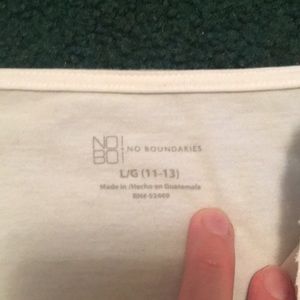 NO!
BO!
NO BOUNDARIES
L/G (11-13)
Made in /Hecho en Guatemala